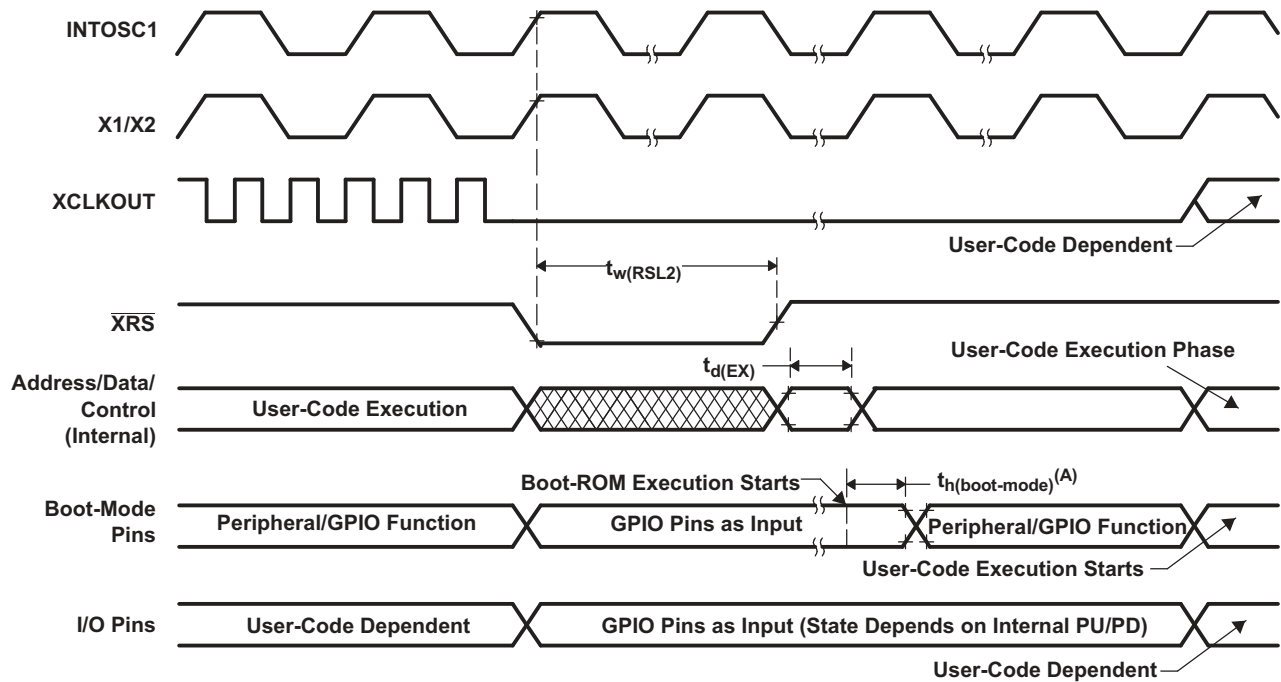 INTOSC1
X1/X2
XCLKOUT
User-Code Dependent
tw(RSL2)
XRS
User-Code Execution Phase
td(EX)
Address/Data/
Control
(Internal)
User-Code Execution
Boot-ROM Execution Starts
th(boot-mode)(A)
Boot-Mode
Pins
Peripheral/GPIO Function
GPIO Pins as Input
Peripheral/GPIO Function
User-Code Execution Starts
I/O Pins
User-Code Dependent
GPIO Pins as Input (State Depends on Internal PU/PD)
User-Code Dependent